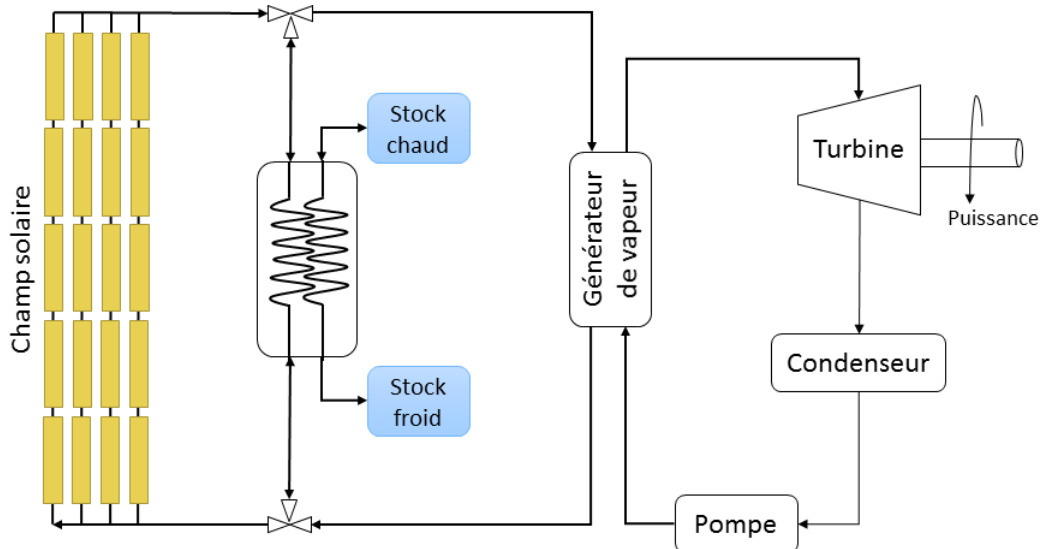 Champ solaire
Stock
chaud
Stock
froid
Générateur
de vapeur
Turbine
Puissance
Condenseur
Pompe